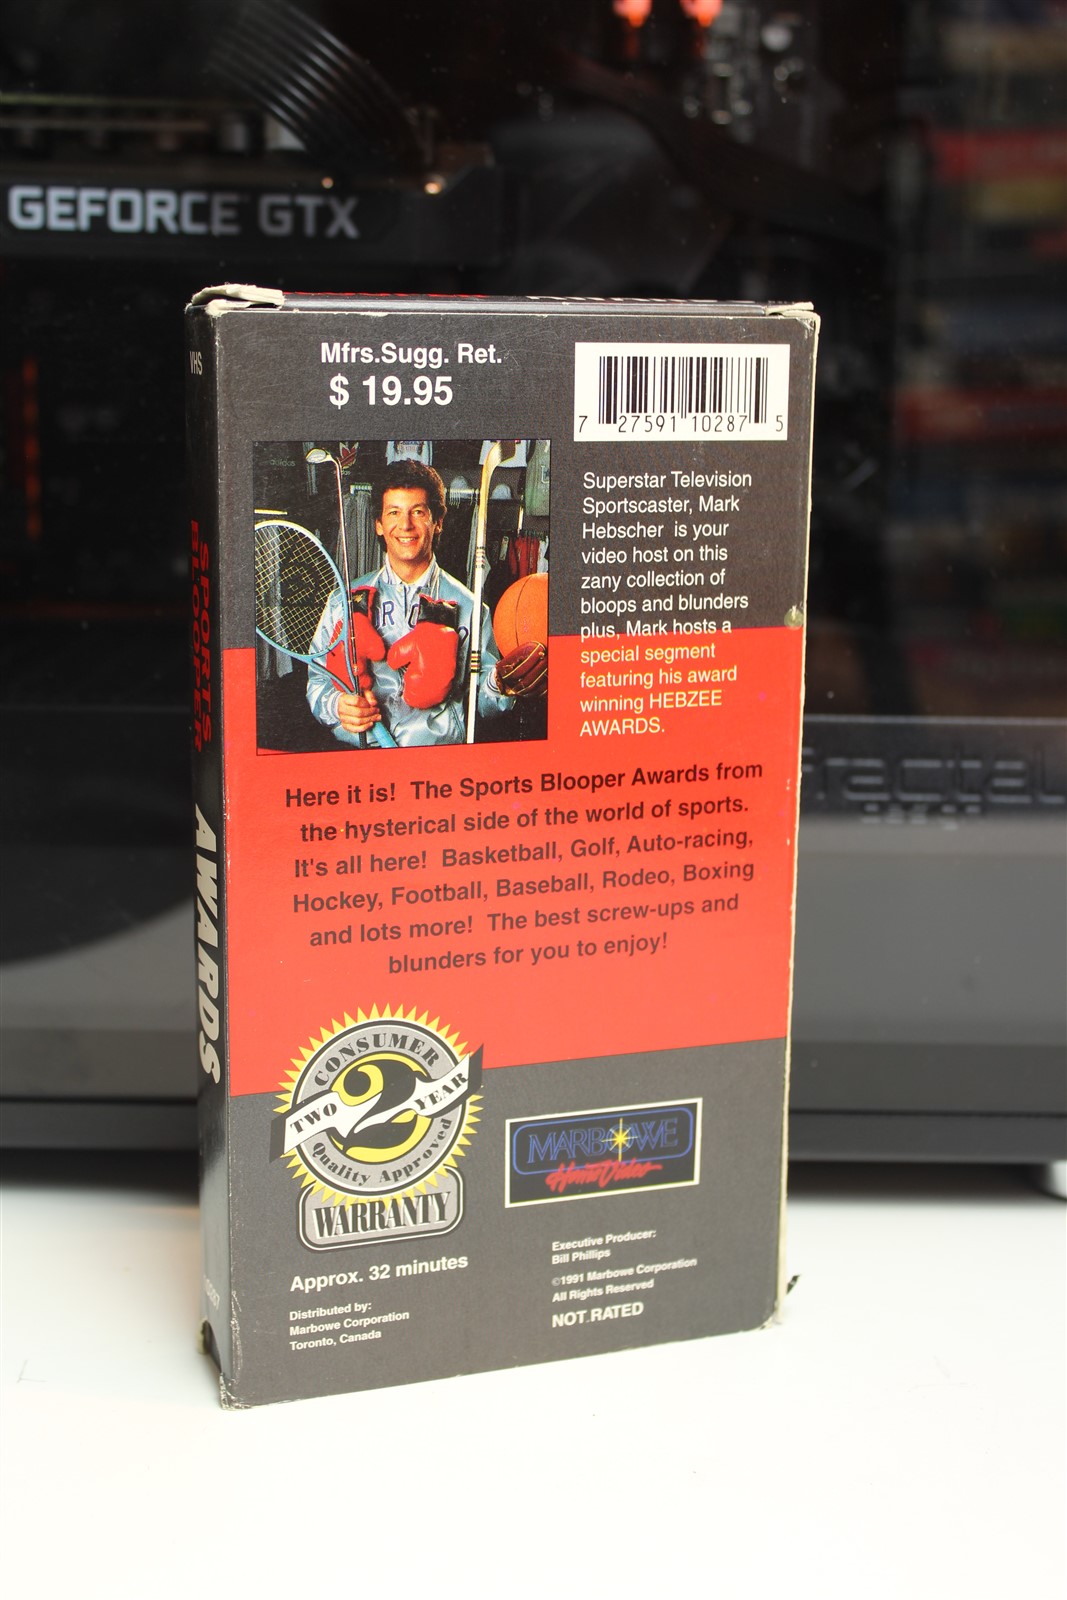 GEFORCE GTX
VHS
SPORTS
BLOOPER
AWARDS
Mfrs.Sugg. Ret.
$ 19.95
7 27591 10287 5
Superstar Television
Sportscaster, Mark
Hebscher is your
video host on this
zany collection of
bloops and blunders
plus, Mark hosts a
special segment
featuring his award
winning HEBZEE
AWARDS.
Here it is! The Sports Blooper Awards from
the hysterical side of the world of sports.
It's all here! Basketball, Golf, Auto-racing,
Hockey, Football, Baseball, Rodeo, Boxing
and lots more! The best screw-ups and
blunders for you to enjoy!
CONSUMER
TWO 2 YEAR
Quality Approved
WARRANTY
MARBOWE
Home Video
Approx. 32 minutes
Distributed by:
Marbowe Corporation
Toronto, Canada
Executive Producer:
Bill Phillips
©1991 Marbowe Corporation
All Rights Reserved
NOT RATED
fractal